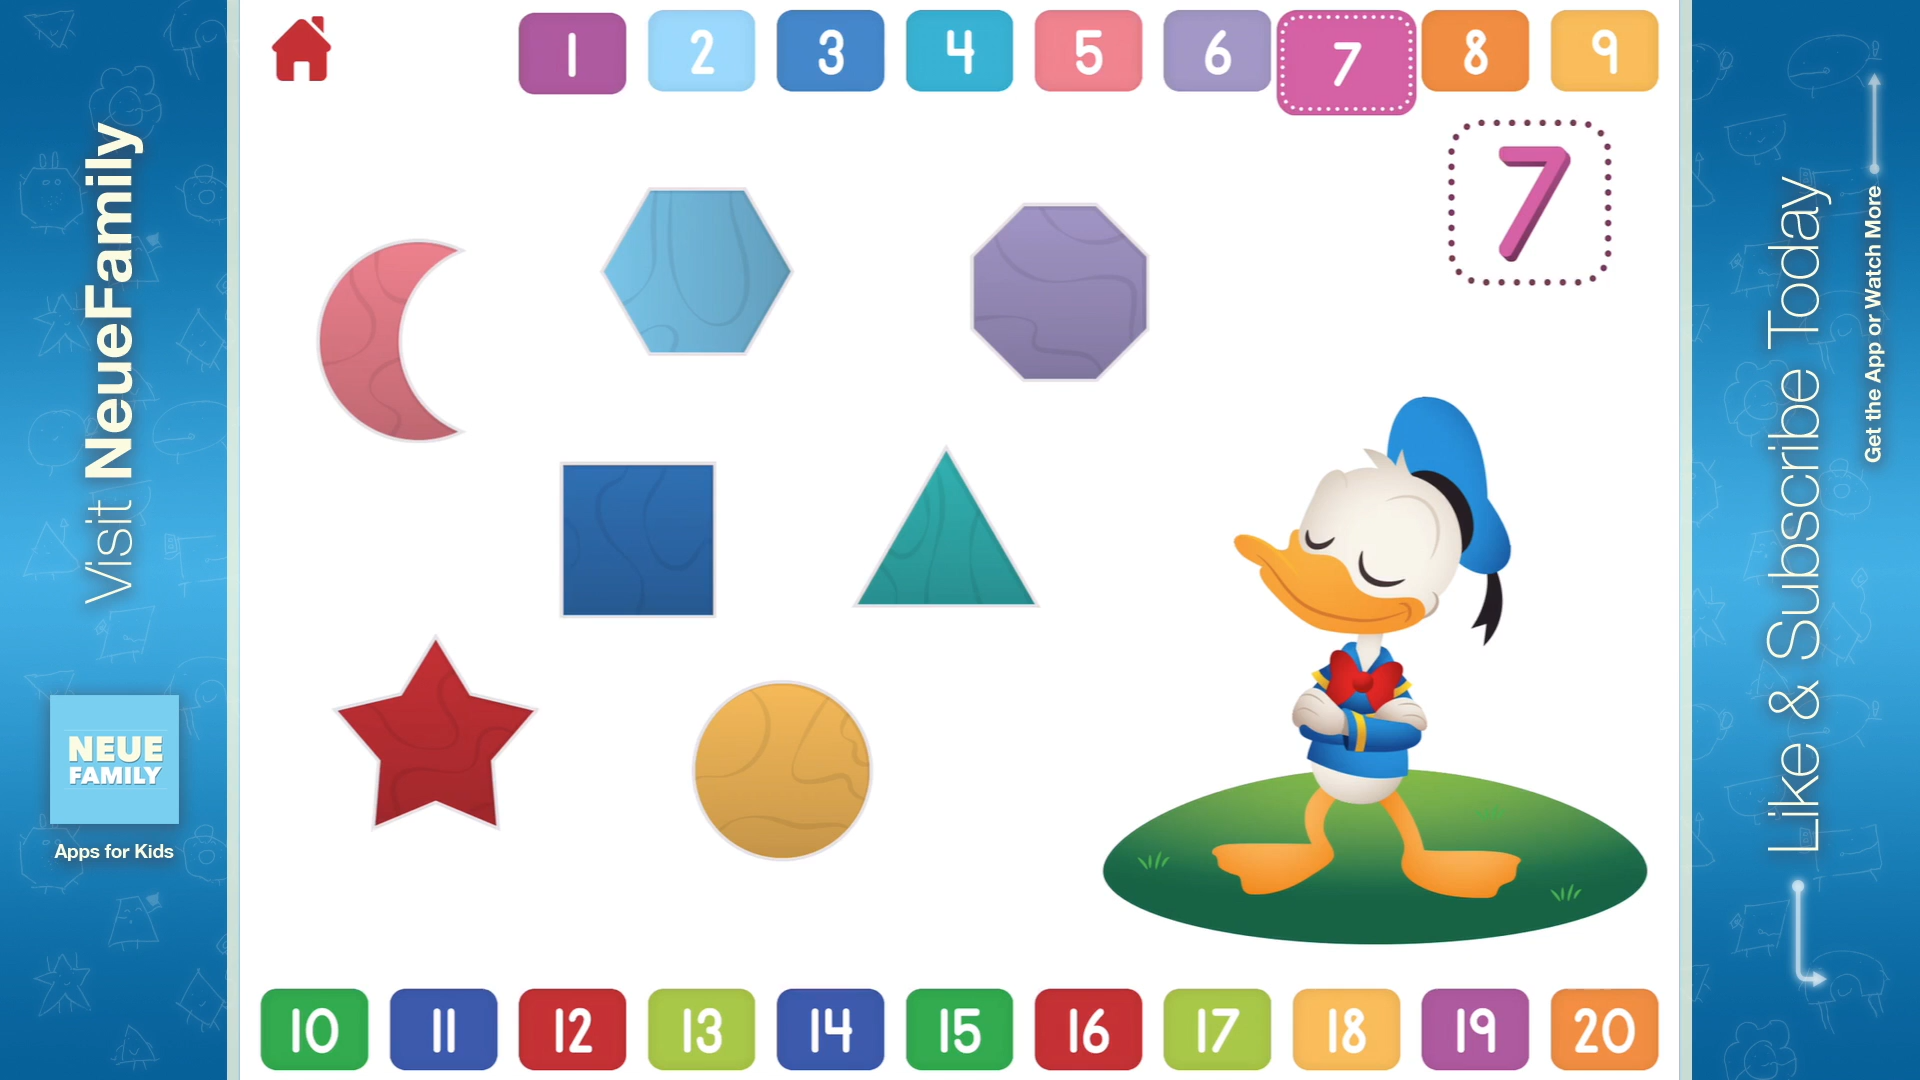 1 2 3 4 5 6 7 8 9
7
Visit NeueFamily
NEUE
FAMILY
Apps for Kids
Like & Subscribe Today
Get the App or Watch More
10 11 12 13 14 15 16 17 18 19 20